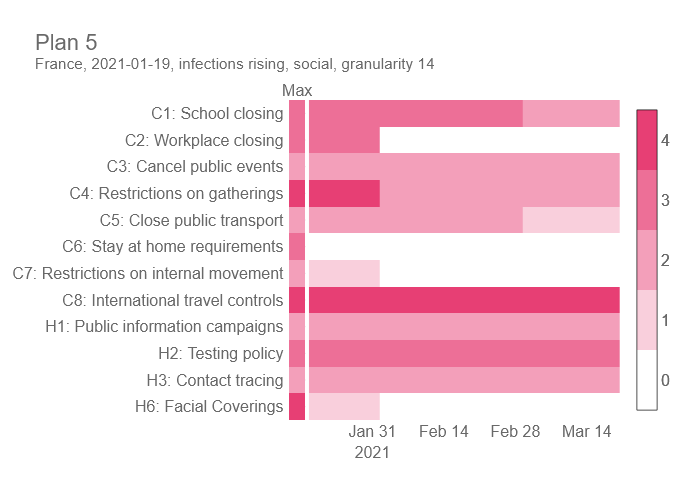 Plan 5
France, 2021-01-19, infections rising, social, granularity 14
Max
C1: School closing
C2: Workplace closing
C3: Cancel public events
C4: Restrictions on gatherings
C5: Close public transport
C6: Stay at home requirements
C7: Restrictions on internal movement
C8: International travel controls
H1: Public information campaigns
H2: Testing policy
H3: Contact tracing
H6: Facial Coverings
Jan 31 Feb 14 Feb 28 Mar 14
2021
4
3
2
1
0